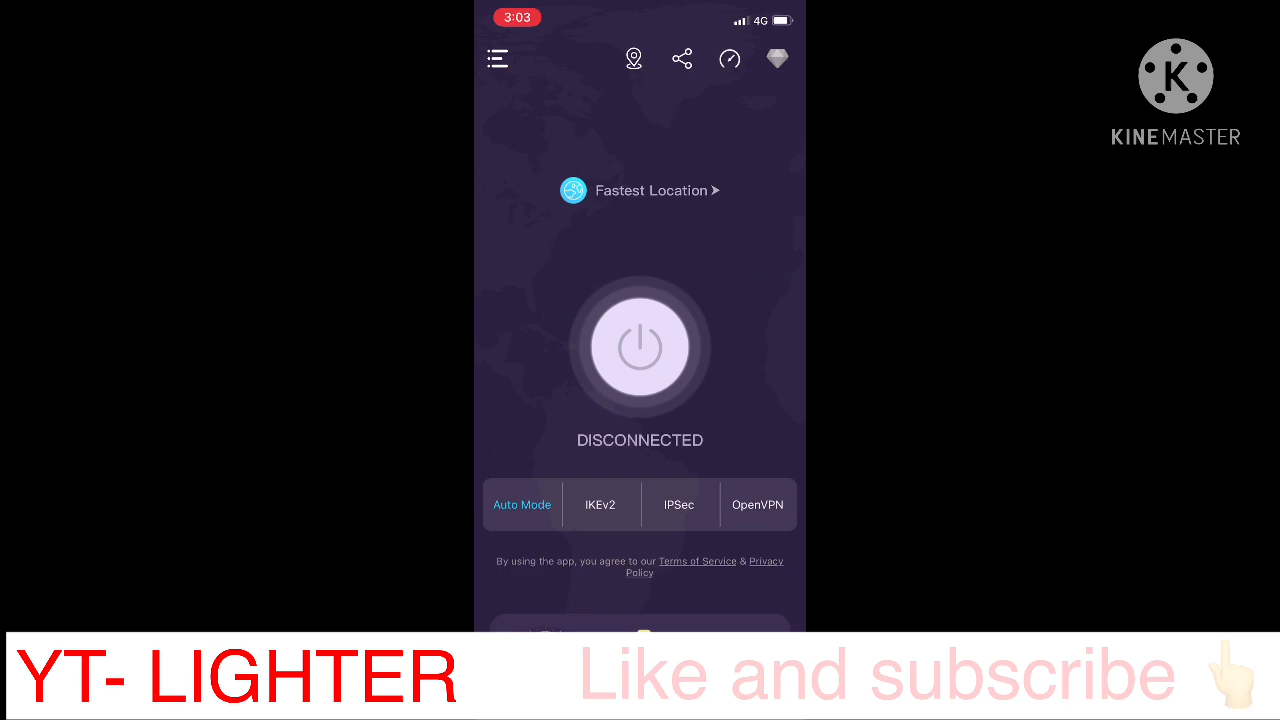 3:03
4G
K
KINEMASTER
Fastest Location
DISCONNECTED
Auto Mode
IKEv2
IPSec
OpenVPN
By using the app, you agree to our Terms of Service & Privacy
Policy
YT- LIGHTER
Like and subscribe